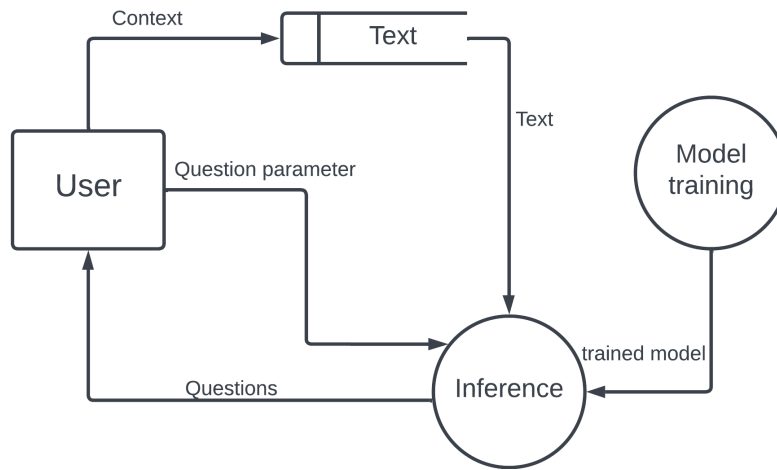 Context
Text
Text
Model
training
Question parameter
User
trained model
Questions
Inference